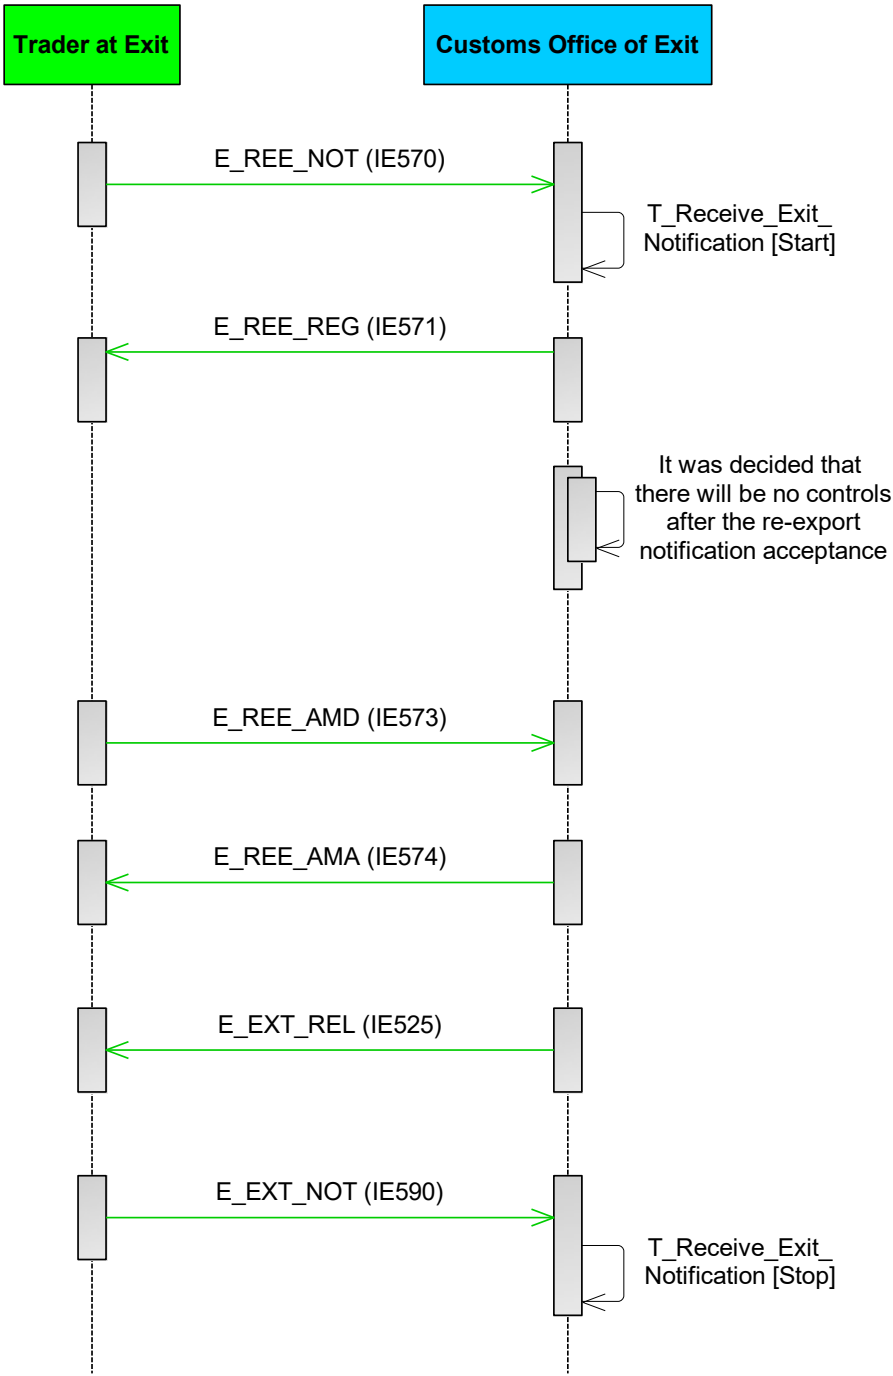 Trader at Exit
Customs Office of Exit
E_REE_NOT (IE570)
T_Receive_Exit_
Notification [Start]
E_REE_REG (IE571)
It was decided that
there will be no controls
after the re-export
notification acceptance
E_REE_AMD (IE573)
E_REE_AMA (IE574)
E_EXT_REL (IE525)
E_EXT_NOT (IE590)
T_Receive_Exit_
Notification [Stop]